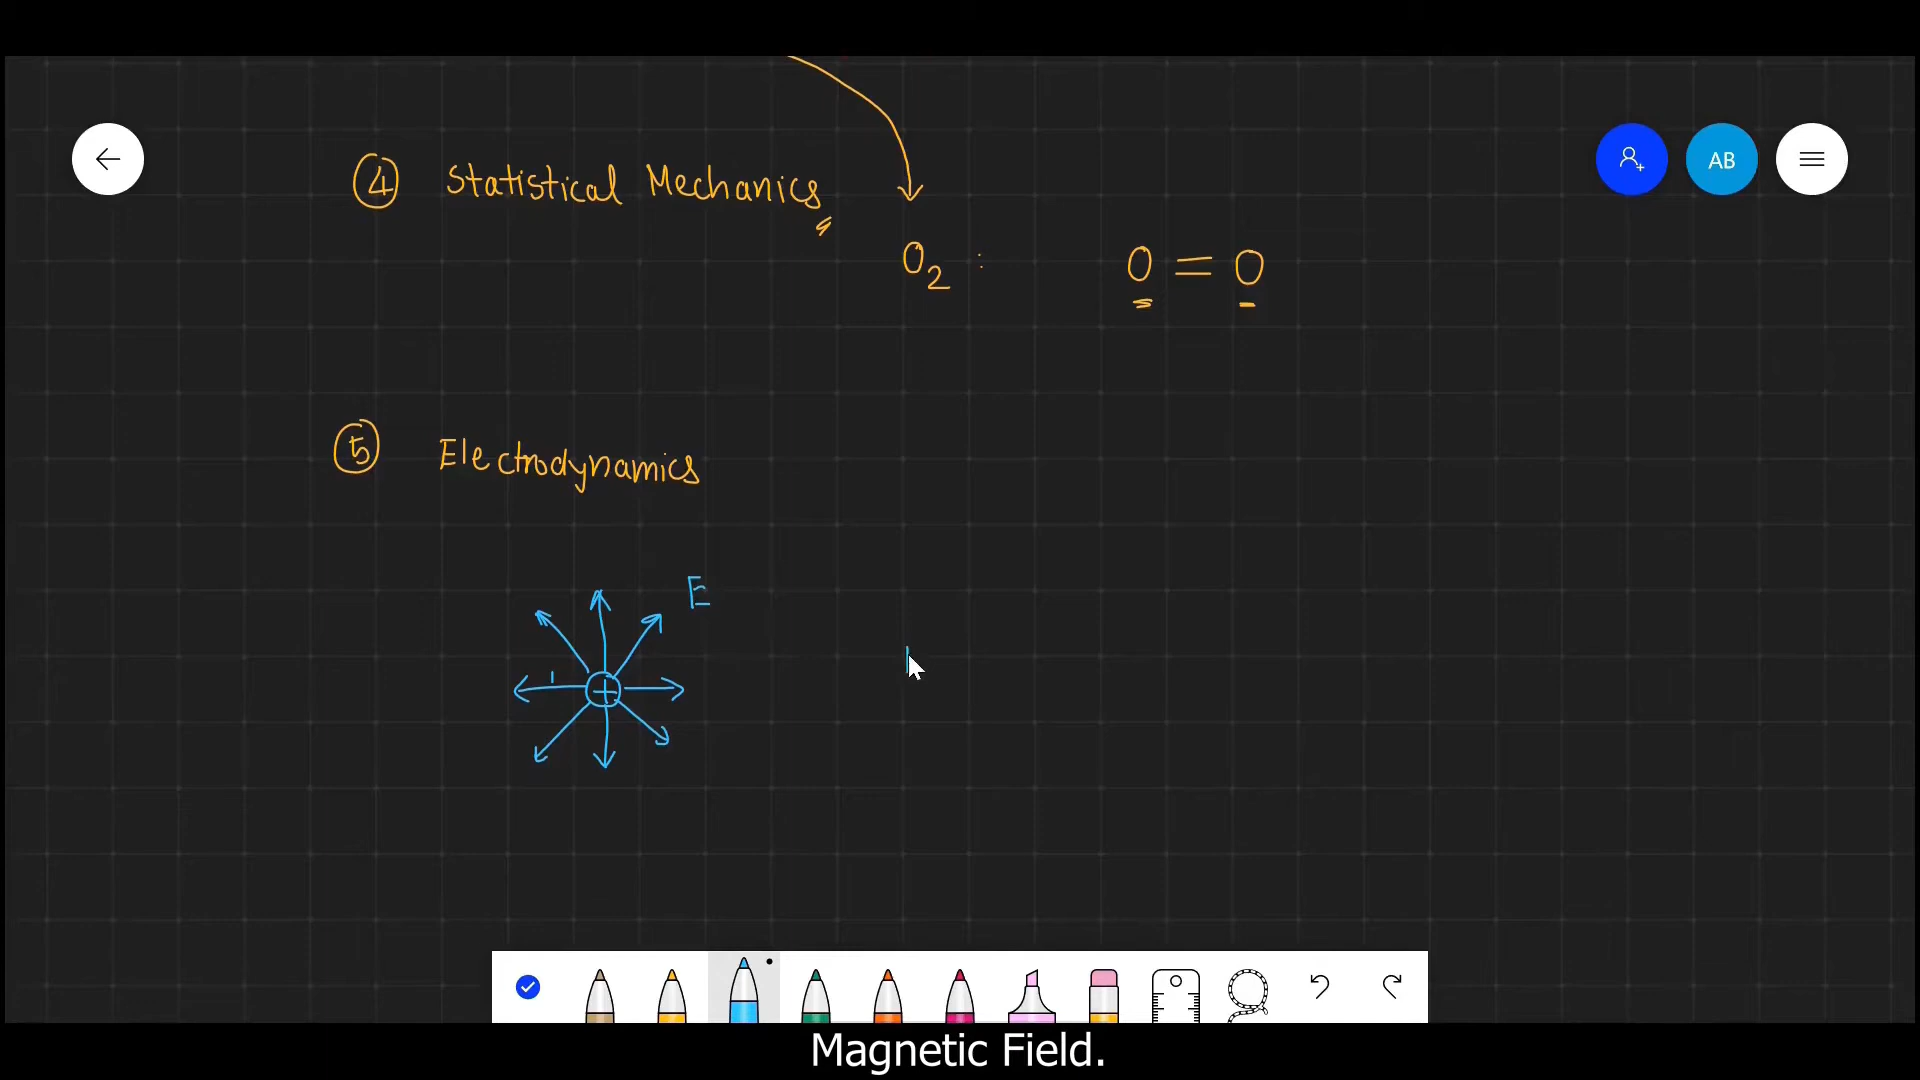 AB
④ Statistical Mechanics
O₂ : O = O
⑤ Electrodynamics
E
+
Magnetic Field.